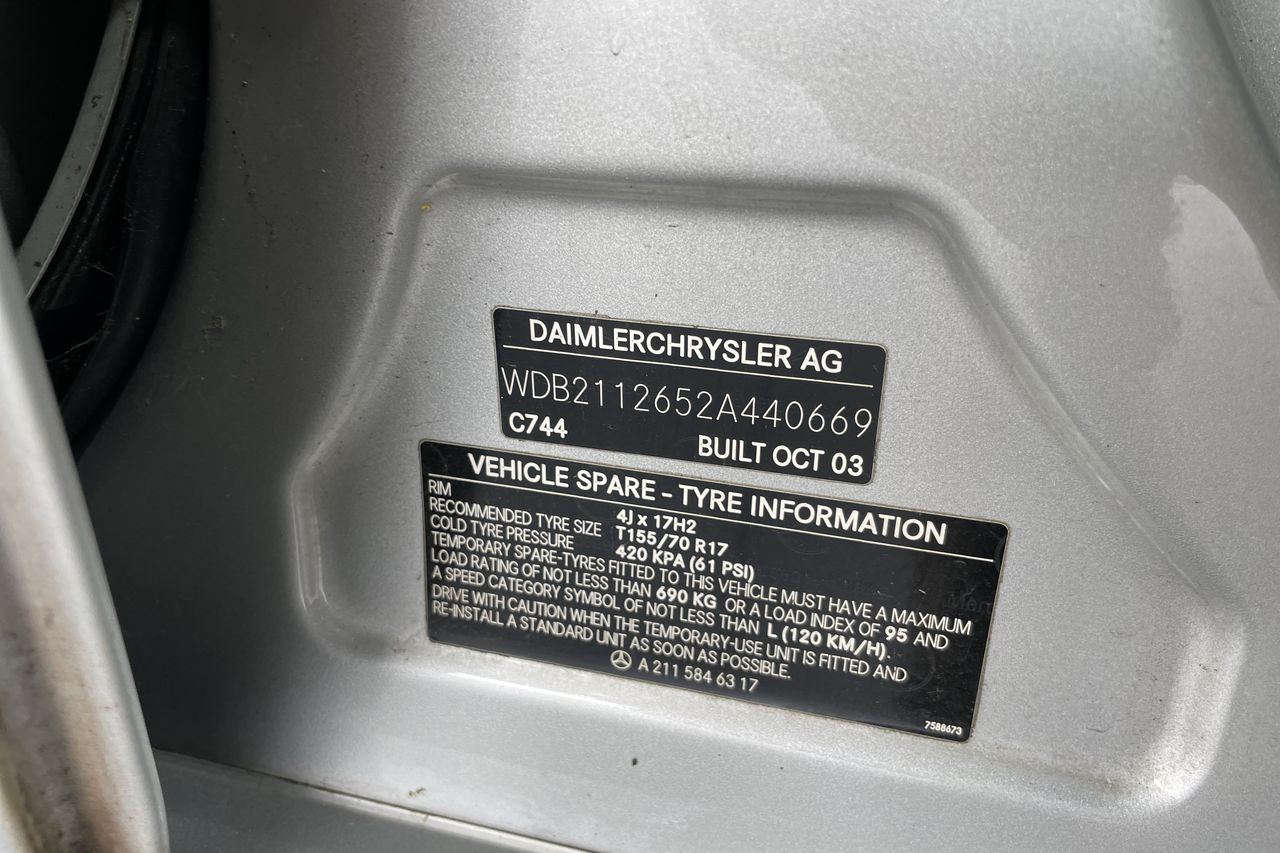 DAIMLERCHRYSLER AG
WDB2112652A440669
C744 BUILT OCT 03
VEHICLE SPARE - TYRE INFORMATION
RIM 4J x 17H2
RECOMMENDED TYRE SIZE T155/70 R17
COLD TYRE PRESSURE 420 KPA (61 PSI)
TEMPORARY SPARE-TYRES FITTED TO THIS VEHICLE MUST HAVE A MAXIMUM
LOAD RATING OF NOT LESS THAN 690 KG OR A LOAD INDEX OF 95 AND
A SPEED CATEGORY SYMBOL OF NOT LESS THAN L (120 KM/H).
DRIVE WITH CAUTION WHEN THE TEMPORARY-USE UNIT IS FITTED AND
RE-INSTALL A STANDARD UNIT AS SOON AS POSSIBLE.
A 211 584 63 17
7588673